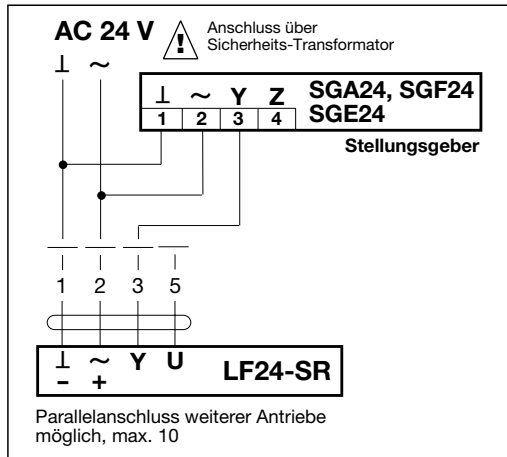 AC 24 V
Anschluss über
Sicherheits-Transformator
⊥ ~
⊥ ~ Y Z
1 2 3 4
SGA24, SGF24
SGE24
Stellungsgeber
1 2 3 5
⊥ ~ Y U
- +
LF24-SR
Parallelanschluss weiterer Antriebe
möglich, max. 10